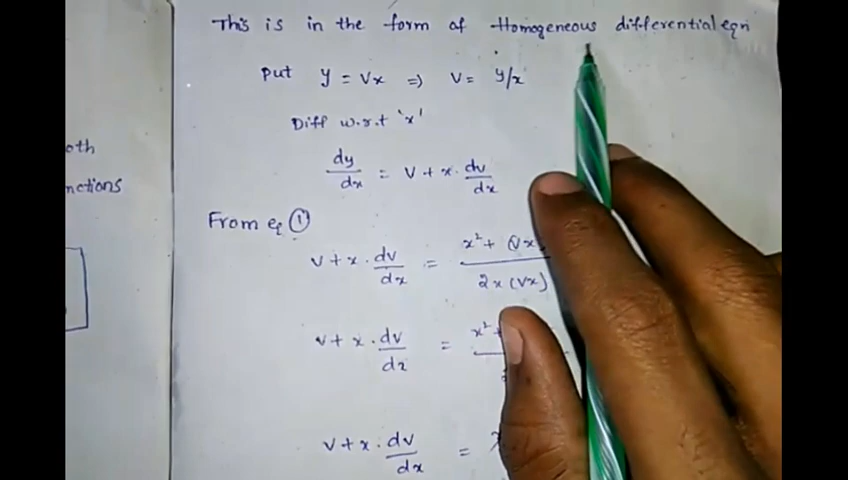 This is in the form of Homogeneous differential eqn
put y = vx => v = y/x
Diff w.r.t 'x'
dy/dx = v + x . dv/dx
From eq ①
v + x . dv/dx = x² + (vx / 2x (vx)
v + x . dv/dx = x² +
v + x . dv/dx =
oth
nctions